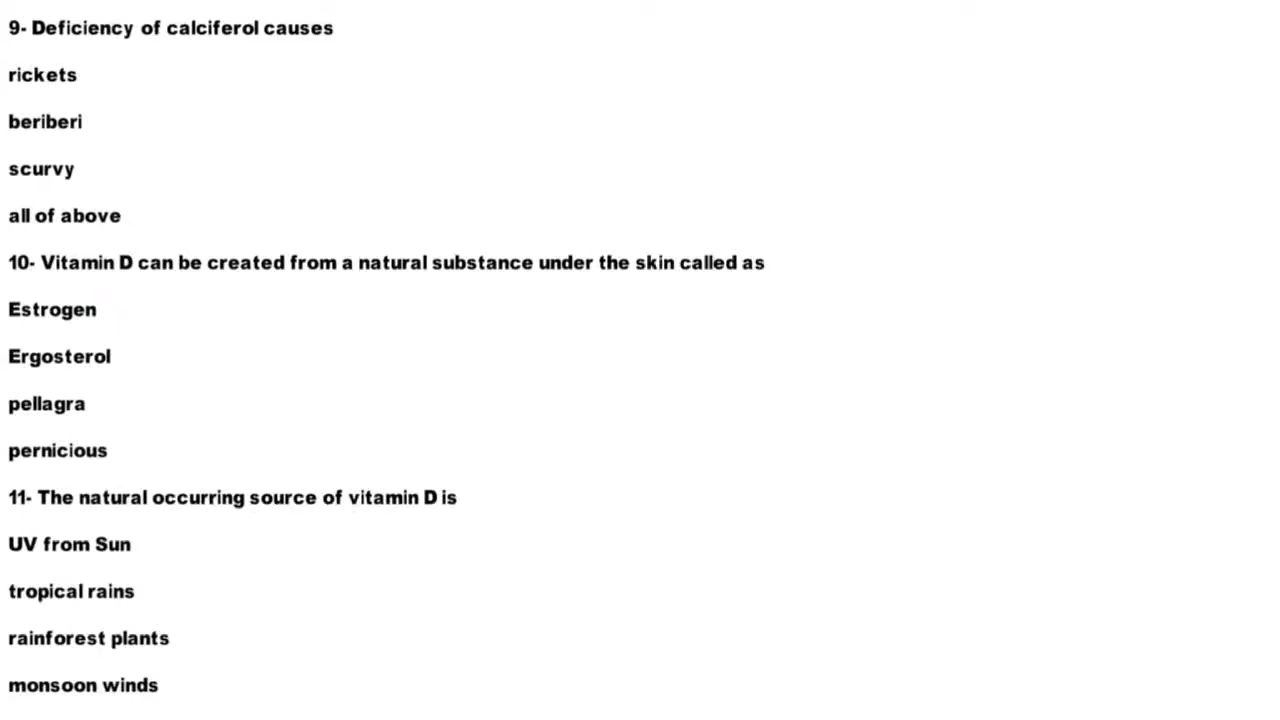 9- Deficiency of calciferol causes
rickets
beriberi
scurvy
all of above
10- Vitamin D can be created from a natural substance under the skin called as
Estrogen
Ergosterol
pellagra
pernicious
11- The natural occurring source of vitamin D is
UV from Sun
tropical rains
rainforest plants
monsoon winds